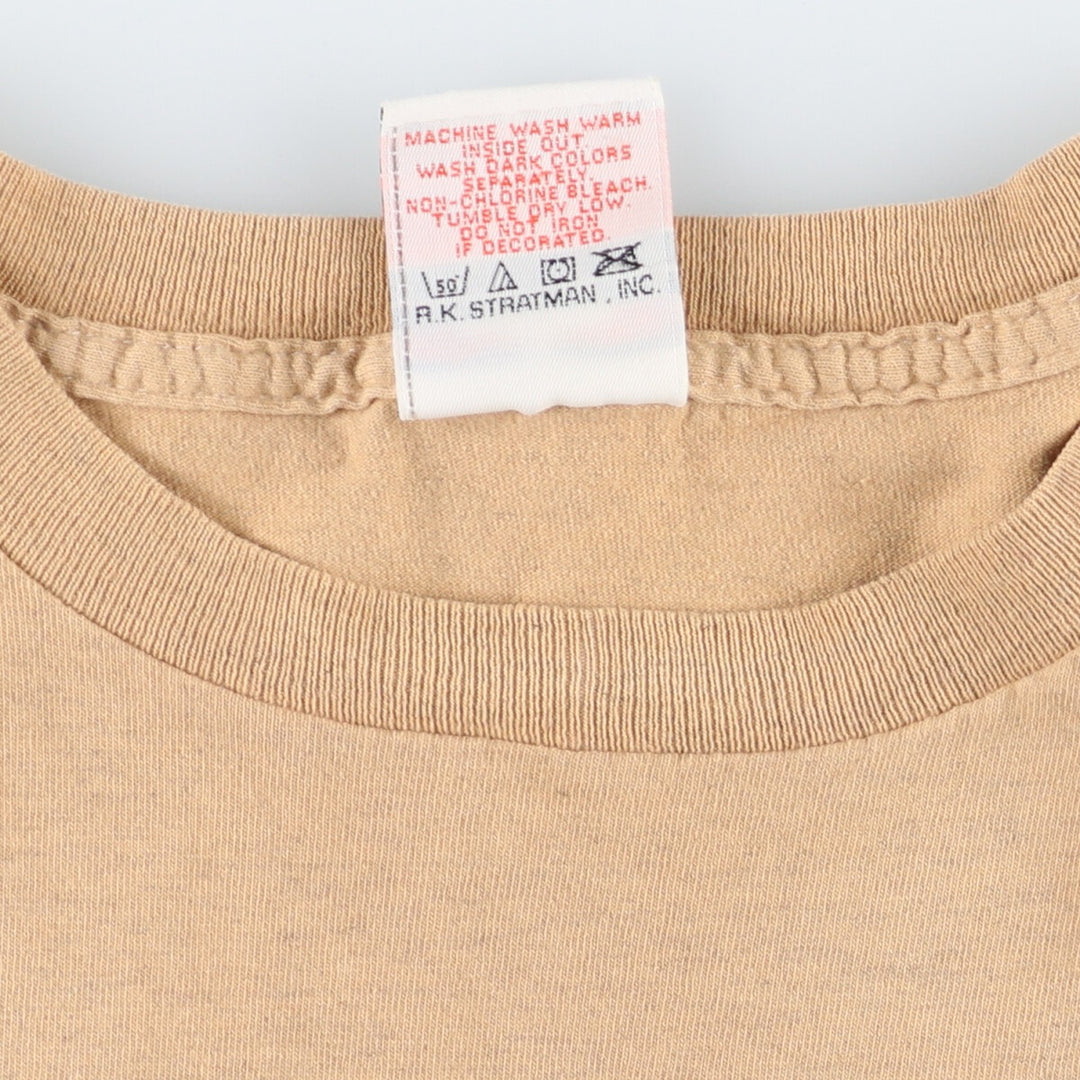 MACHINE WASH WARM
INSIDE OUT
WASH DARK COLORS
SEPARATELY.
NON-CHLORINE BLEACH.
TUMBLE DRY LOW.
DO NOT IRON
IF DECORATED.
50°
R.K. STRATMAN , INC.